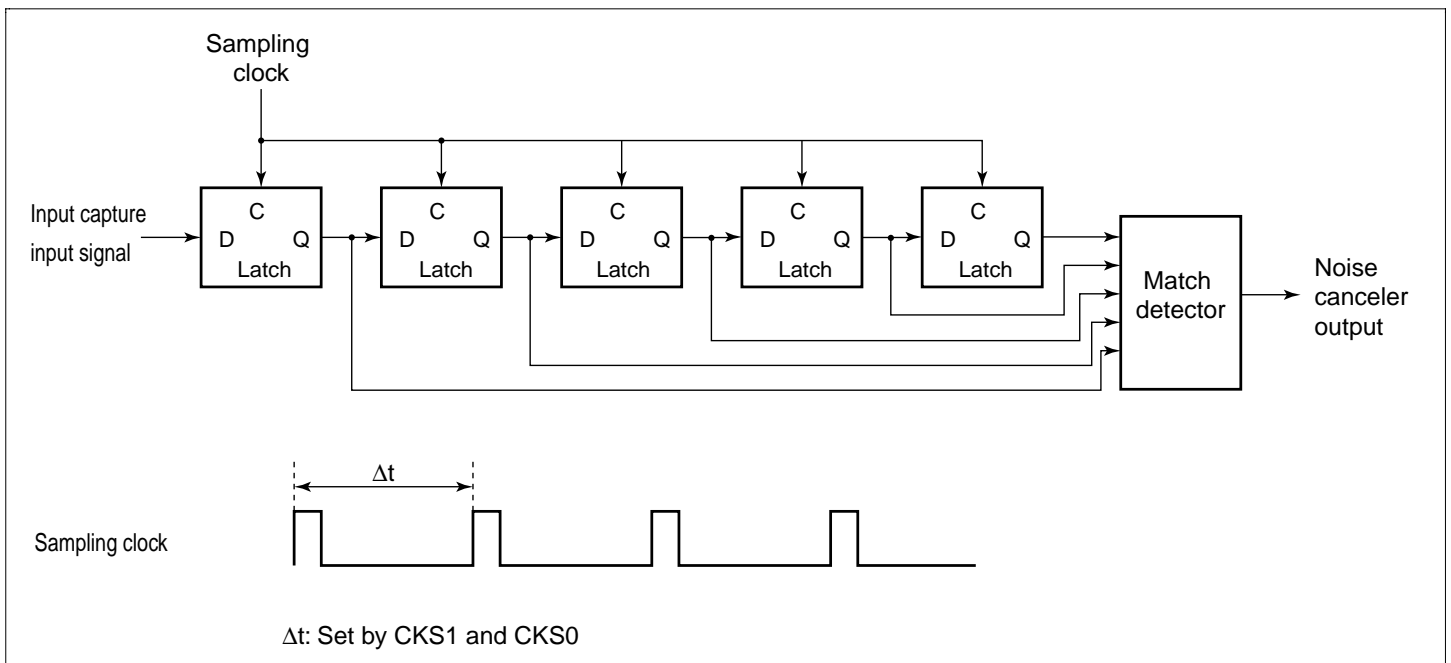 Sampling
clock
Input capture
input signal
C
D Q
Latch
C
D Q
Latch
C
D Q
Latch
C
D Q
Latch
C
D Q
Latch
Match
detector
Noise
canceler
output
Δt
Sampling clock
Δt: Set by CKS1 and CKS0